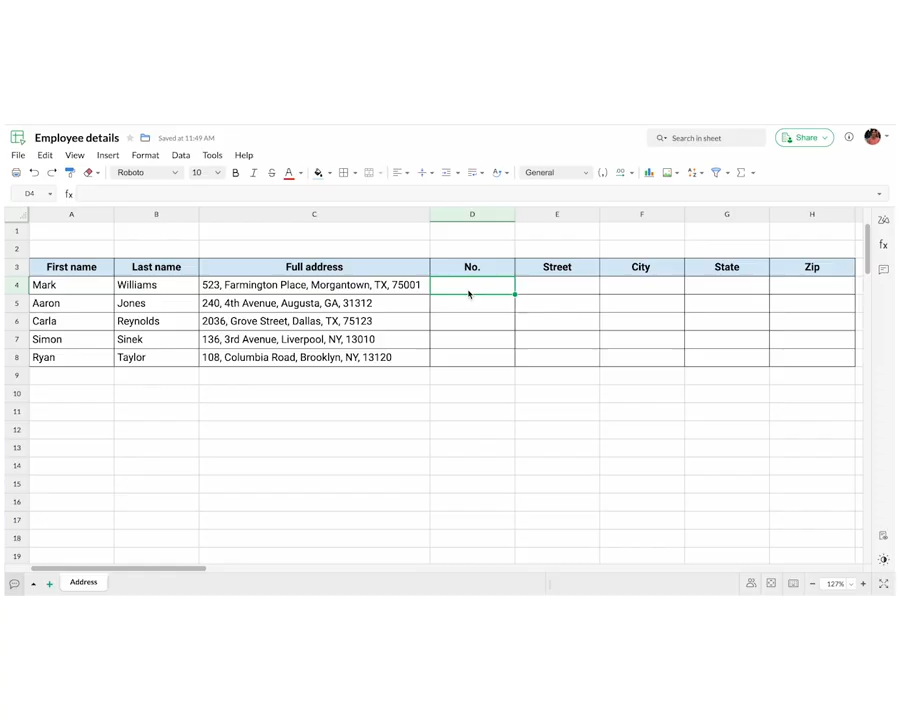 Employee details Saved at 11:49 AM Search in sheet Share
File Edit View Insert Format Data Tools Help
Roboto 10 B I S A General
D4 fx
A B C D E F G H
1
2
3 First name Last name Full address No. Street City State Zip
4 Mark Williams 523, Farmington Place, Morgantown, TX, 75001
5 Aaron Jones 240, 4th Avenue, Augusta, GA, 31312
6 Carla Reynolds 2036, Grove Street, Dallas, TX, 75123
7 Simon Sinek 136, 3rd Avenue, Liverpool, NY, 13010
8 Ryan Taylor 108, Columbia Road, Brooklyn, NY, 13120
9
10
11
12
13
14
15
16
17
18
19
Address 127%